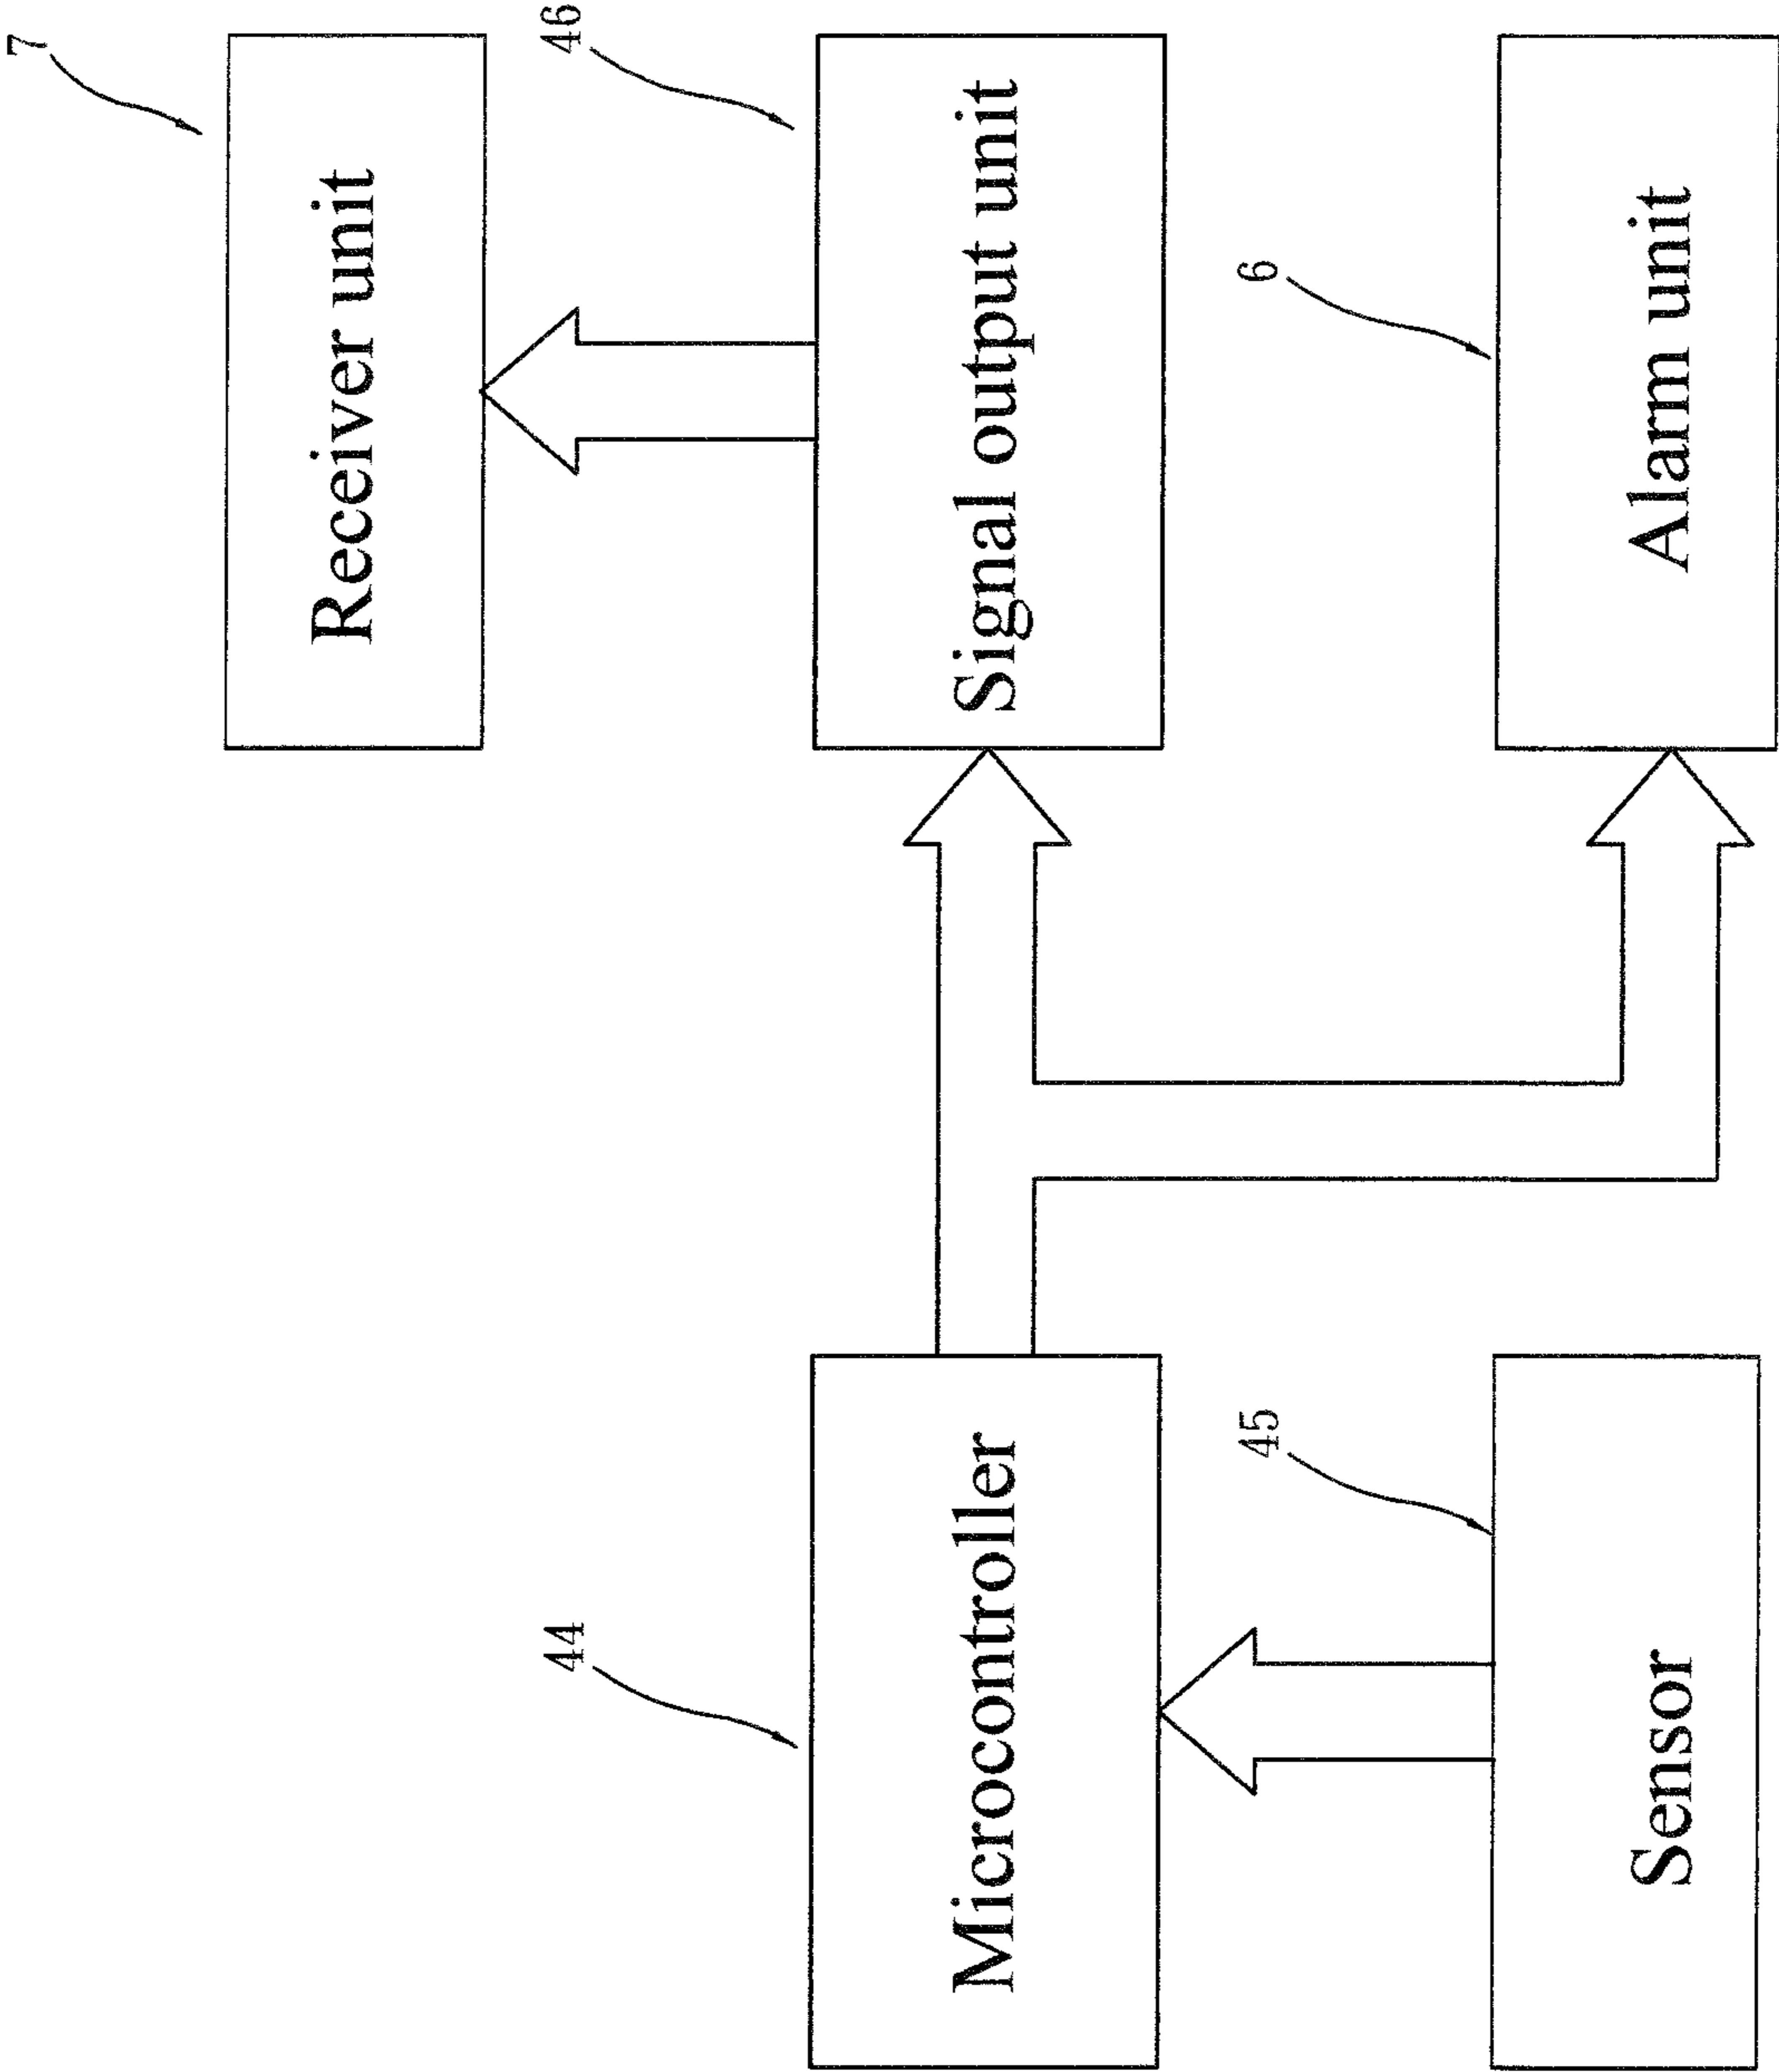 7
Receiver unit
46
Signal output unit
6
Alarm unit
44
Microcontroller
45
Sensor